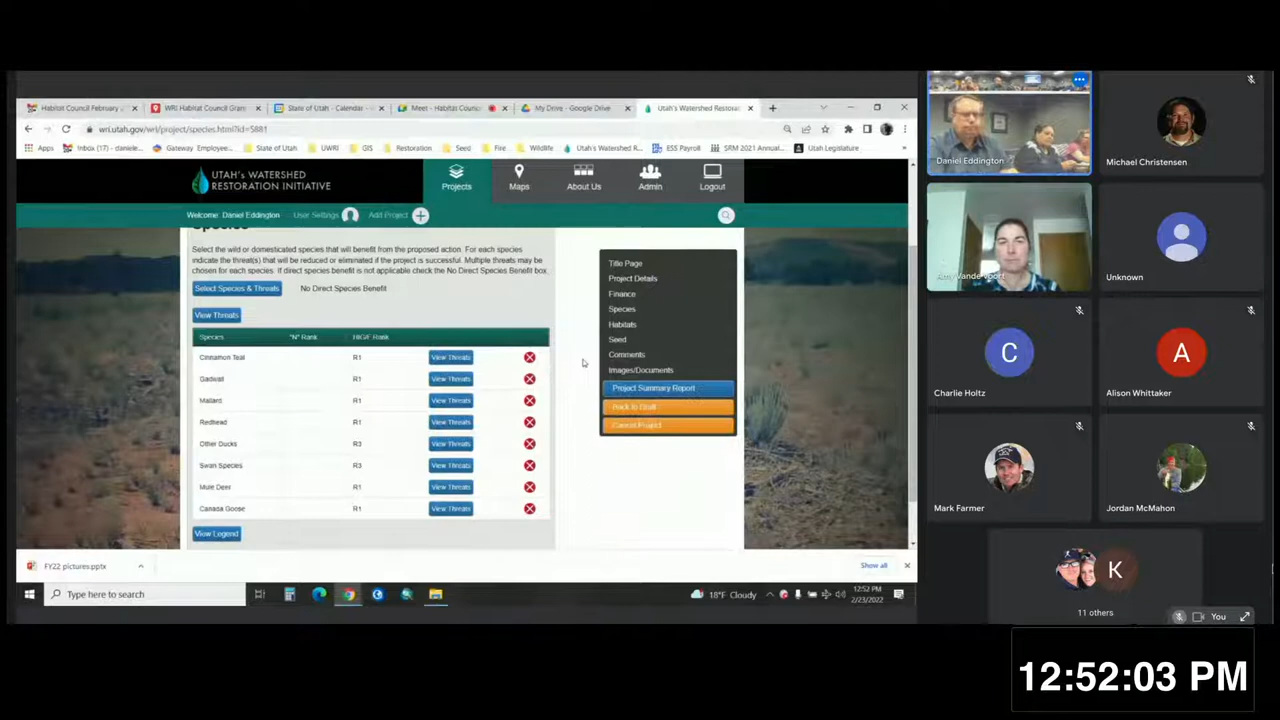 Habitat Council February
WRI Habitat Council Grant
State of Utah - Calendar
Meet - Habitat Counc
My Drive - Google Drive
Utah's Watershed Restorat
wri.utah.gov/wri/project/species.html?id=5881
Apps
Inbox (17) - daniele...
Gateway Employee...
State of Utah
UWRI
GIS
Restoration
Seed
Fire
Wildlife
Utah's Watershed R...
ESS Payroll
SRM 2021 Annual...
Utah Legislature
UTAH'S WATERSHED
RESTORATION INITIATIVE
Projects
Maps
About Us
Admin
Logout
Welcome: Daniel Eddington
User Settings
Add Project
Species
Select the wild or domesticated species that will benefit from the proposed action. For each species
indicate the threat(s) that will be reduced or eliminated if the project is successful. Multiple threats may be
chosen for each species. If direct species benefit is not applicable check the No Direct Species Benefit box.
Select Species & Threats
No Direct Species Benefit
View Threats
Species "N" Rank HIG/F Rank
Cinnamon Teal R1 View Threats
Gadwall R1 View Threats
Mallard R1 View Threats
Redhead R1 View Threats
Other Ducks R3 View Threats
Swan Species R3 View Threats
Mule Deer R1 View Threats
Canada Goose R1 View Threats
View Legend
Title Page
Project Details
Finance
Species
Habitats
Seed
Comments
Images/Documents
Project Summary Report
Back to Draft
Cancel Project
FY22 pictures.pptx
Show all
Type here to search
18°F Cloudy
12:52 PM
2/23/2022
Daniel Eddington
Michael Christensen
Amy Vande Voort
Unknown
C
Charlie Holtz
A
Alison Whittaker
Mark Farmer
Jordan McMahon
K
11 others
You
12:52:03 PM